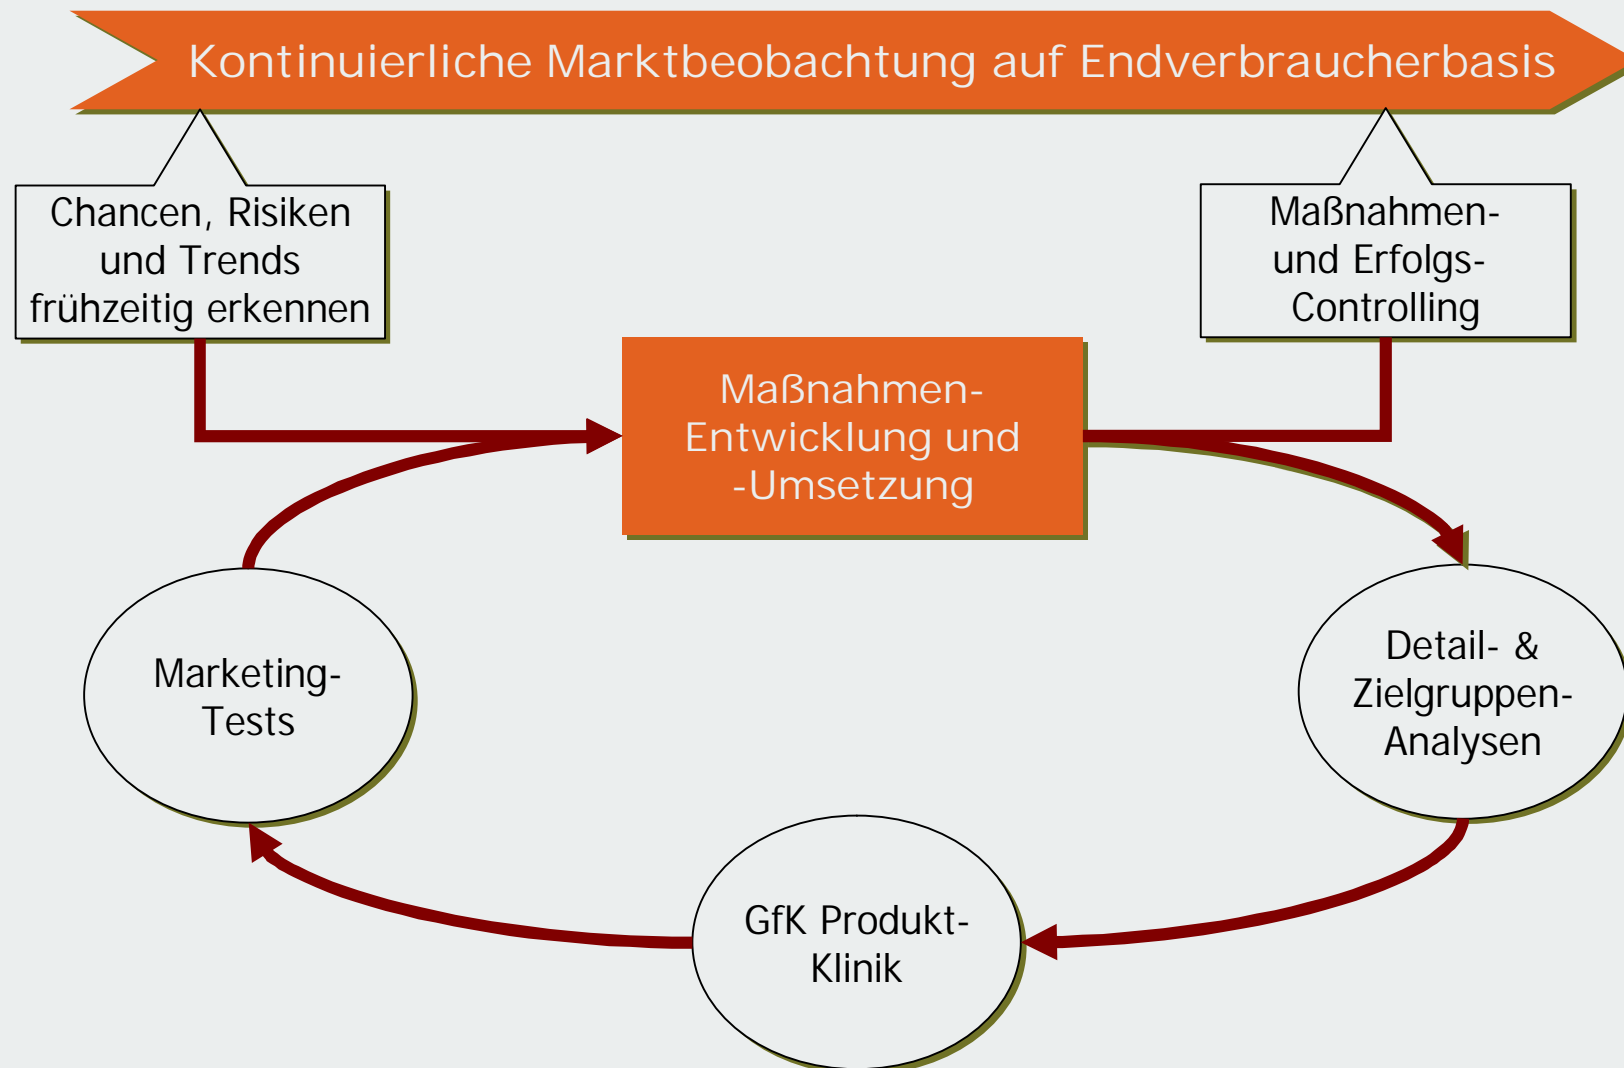 Kontinuierliche Marktbeobachtung auf Endverbraucherbasis
Chancen, Risiken
und Trends
frühzeitig erkennen
Maßnahmen-
und Erfolgs-
Controlling
Maßnahmen-
Entwicklung und
-Umsetzung
Marketing-
Tests
Detail- &
Zielgruppen-
Analysen
GfK Produkt-
Klinik